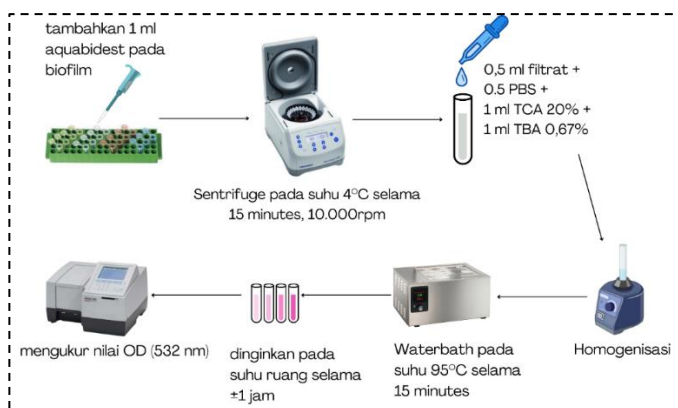 tambahkan 1 ml
aquabidest pada
biofilm
0,5 ml filtrat +
0.5 PBS +
1 ml TCA 20% +
1 ml TBA 0,67%
Sentrifuge pada suhu 4°C selama
15 minutes, 10.000rpm
Homogenisasi
Waterbath pada
suhu 95°C selama
15 minutes
dinginkan pada
suhu ruang selama
±1 jam
mengukur nilai OD (532 nm)